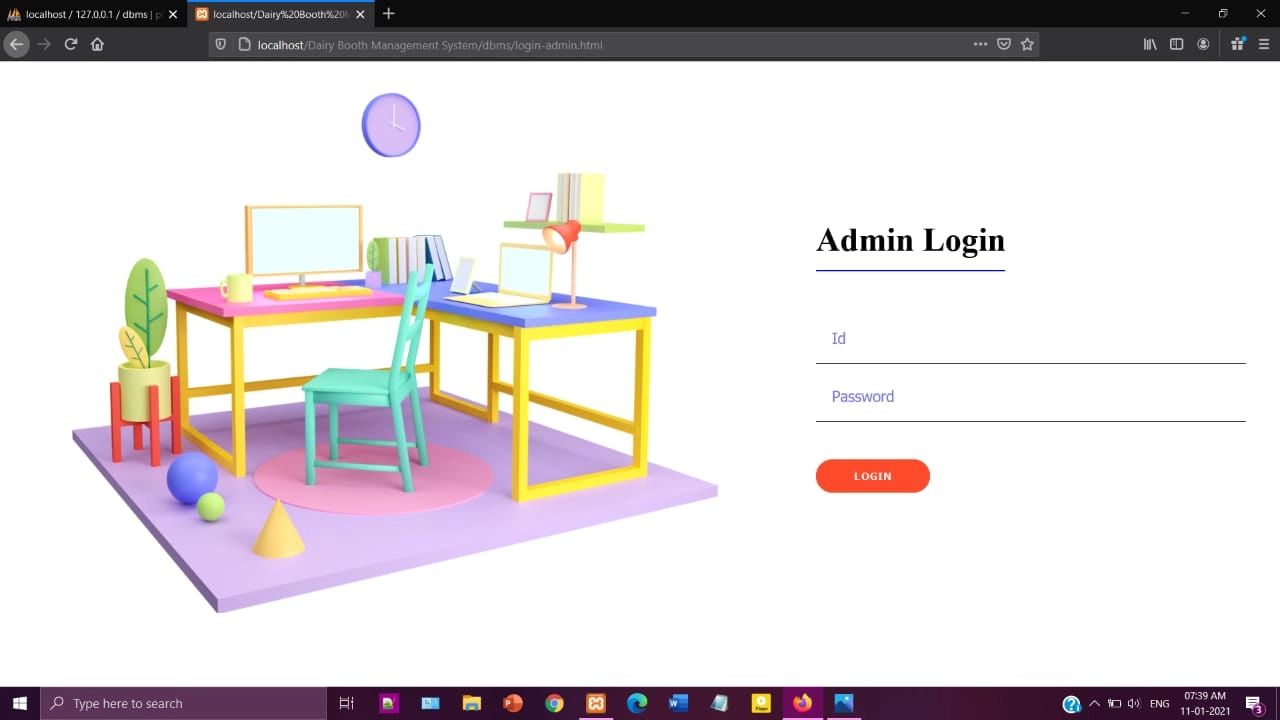 localhost / 127.0.0.1 / dbms | p
localhost/Dairy%20Booth%20M
localhost/Dairy Booth Management System/dbms/login-admin.html
Admin Login
Id
Password
LOGIN
Type here to search
ENG
07:39 AM
11-01-2021
3